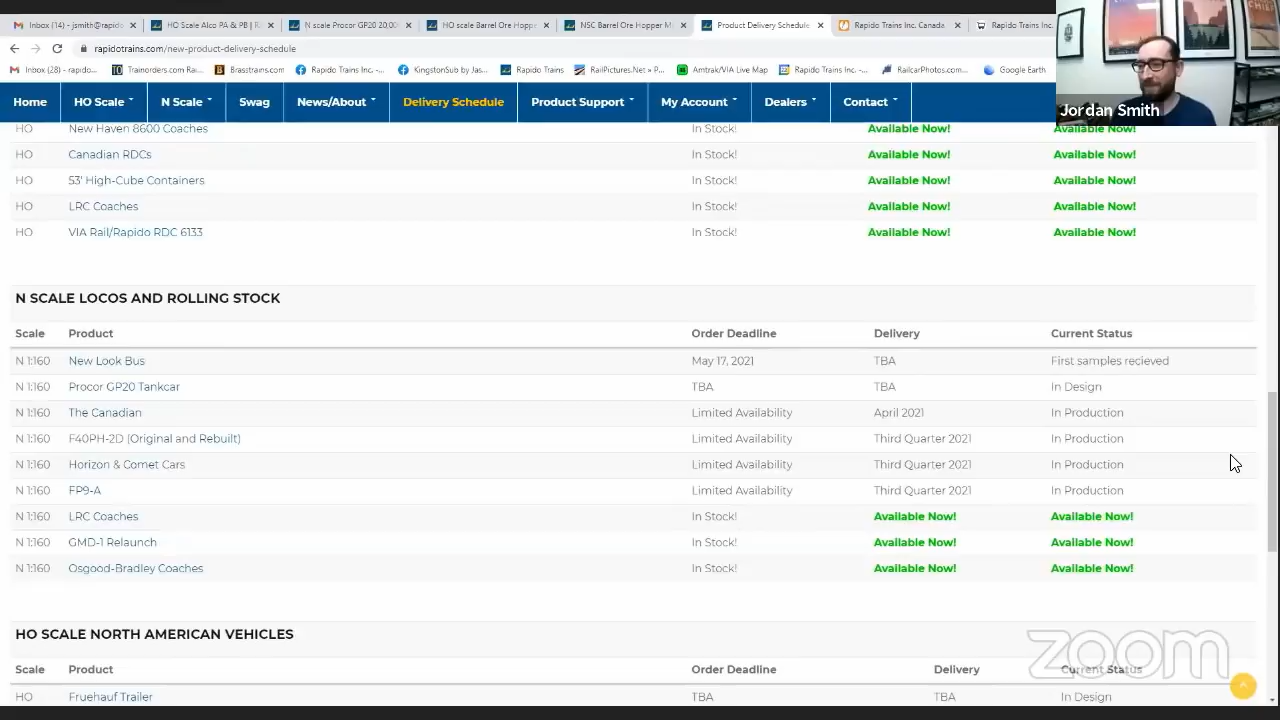 Inbox (14) - jsmith@rapido
HO Scale Alco PA & PB | R
N scale Procor GP20 20,00
HO scale Barrel Ore Hoppe
NSC Barrel Ore Hopper M
Product Delivery Schedule
Rapido Trains Inc. Canada
Rapido Trains Inc.
rapidotrains.com/new-product-delivery-schedule
Inbox (19) - rapido...
Trainorders.com Rai...
Brasstrains.com
Rapido Trains Inc. -...
KingstonSub by Jas...
Rapido Trains
RailPictures.Net » P...
Amtrak/VIA Live Map
Rapido Trains Inc. -...
RailcarPhotos.com...
Google Earth
CHIEF
Jordan Smith
Home HO Scale N Scale Swag News/About Delivery Schedule Product Support My Account Dealers Contact
HO New Haven 8600 Coaches In Stock! Available Now! Available Now!
HO Canadian RDCs In Stock! Available Now! Available Now!
HO 53' High-Cube Containers In Stock! Available Now! Available Now!
HO LRC Coaches In Stock! Available Now! Available Now!
HO VIA Rail/Rapido RDC 6133 In Stock! Available Now! Available Now!
N SCALE LOCOS AND ROLLING STOCK
Scale Product Order Deadline Delivery Current Status
N 1:160 New Look Bus May 17, 2021 TBA First samples recieved
N 1:160 Procor GP20 Tankcar TBA TBA In Design
N 1:160 The Canadian Limited Availability April 2021 In Production
N 1:160 F40PH-2D (Original and Rebuilt) Limited Availability Third Quarter 2021 In Production
N 1:160 Horizon & Comet Cars Limited Availability Third Quarter 2021 In Production
N 1:160 FP9-A Limited Availability Third Quarter 2021 In Production
N 1:160 LRC Coaches In Stock! Available Now! Available Now!
N 1:160 GMD-1 Relaunch In Stock! Available Now! Available Now!
N 1:160 Osgood-Bradley Coaches In Stock! Available Now! Available Now!
HO SCALE NORTH AMERICAN VEHICLES
zoom
Scale Product Order Deadline Delivery Current Status
HO Fruehauf Trailer TBA TBA In Design